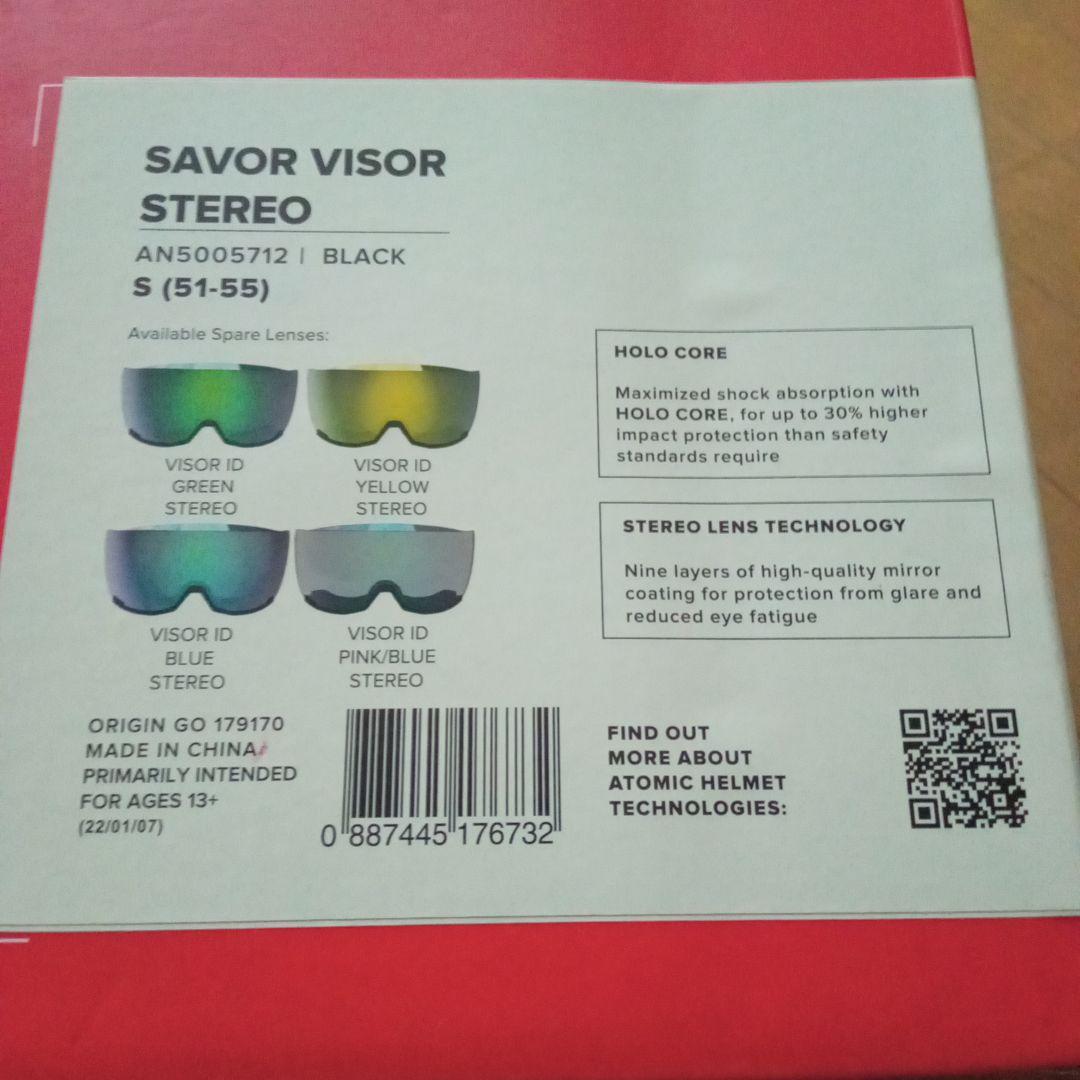 SAVOR VISOR
STEREO
AN5005712 | BLACK
S (51-55)
Available Spare Lenses:
VISOR ID
GREEN
STEREO
VISOR ID
YELLOW
STEREO
VISOR ID
BLUE
STEREO
VISOR ID
PINK/BLUE
STEREO
HOLO CORE
Maximized shock absorption with
HOLO CORE, for up to 30% higher
impact protection than safety
standards require
STEREO LENS TECHNOLOGY
Nine layers of high-quality mirror
coating for protection from glare and
reduced eye fatigue
ORIGIN GO 179170
MADE IN CHINA
PRIMARILY INTENDED
FOR AGES 13+
(22/01/07)
0 887445 176732
FIND OUT
MORE ABOUT
ATOMIC HELMET
TECHNOLOGIES: